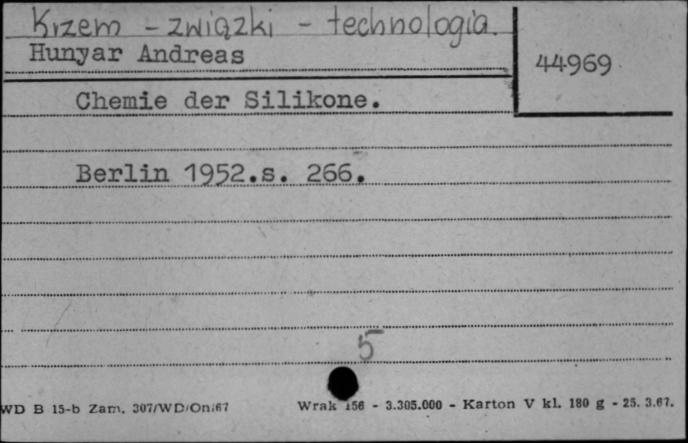 Krzem - związki - technologia.
Hunyar Andreas
44969
Chemie der Silikone.
Berlin 1952.s. 266.
5
WD B 15-b Zam. 307/WD/On/67 Wrak 156 - 3.305.000 - Karton V kl. 180 g - 25. 3.67.